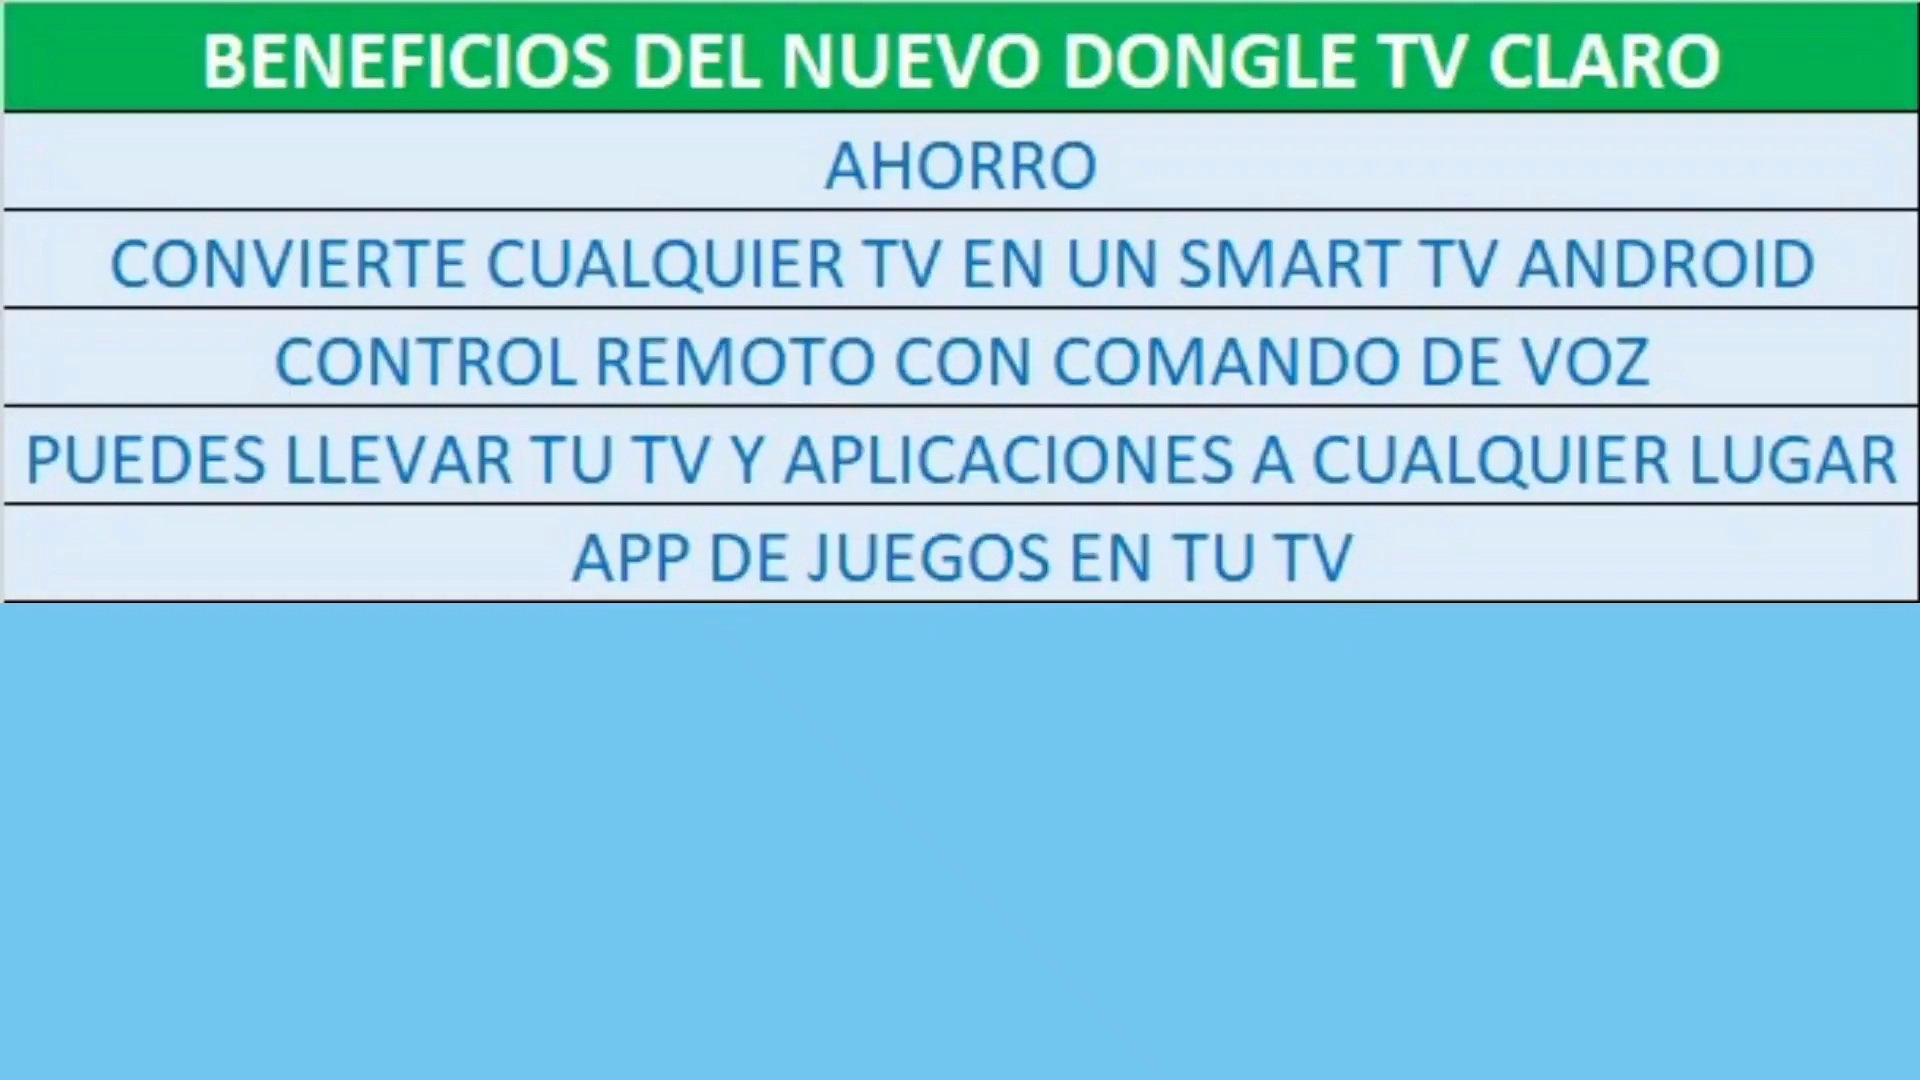 BENEFICIOS DEL NUEVO DONGLE TV CLARO
AHORRO
CONVIERTE CUALQUIER TV EN UN SMART TV ANDROID
CONTROL REMOTO CON COMANDO DE VOZ
PUEDES LLEVAR TU TV Y APLICACIONES A CUALQUIER LUGAR
APP DE JUEGOS EN TU TV